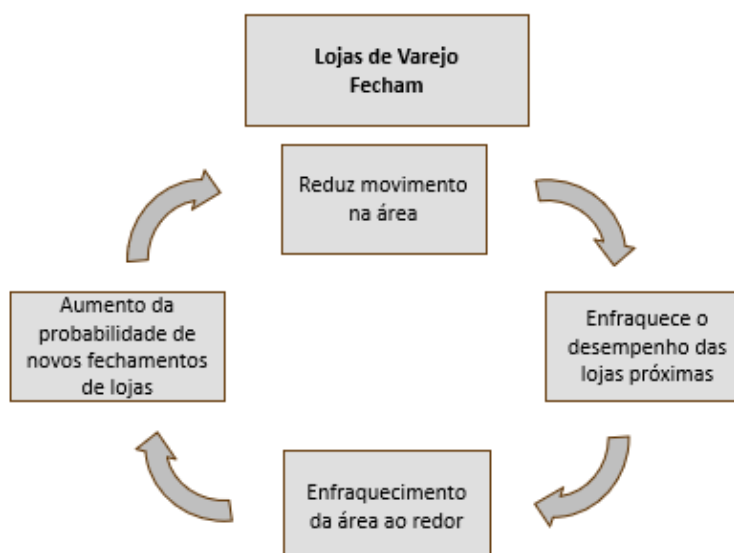 Lojas de Varejo
Fecham
Reduz movimento
na área
Enfraquece o
desempenho das
lojas próximas
Enfraquecimento
da área ao redor
Aumento da
probabilidade de
novos fechamentos
de lojas